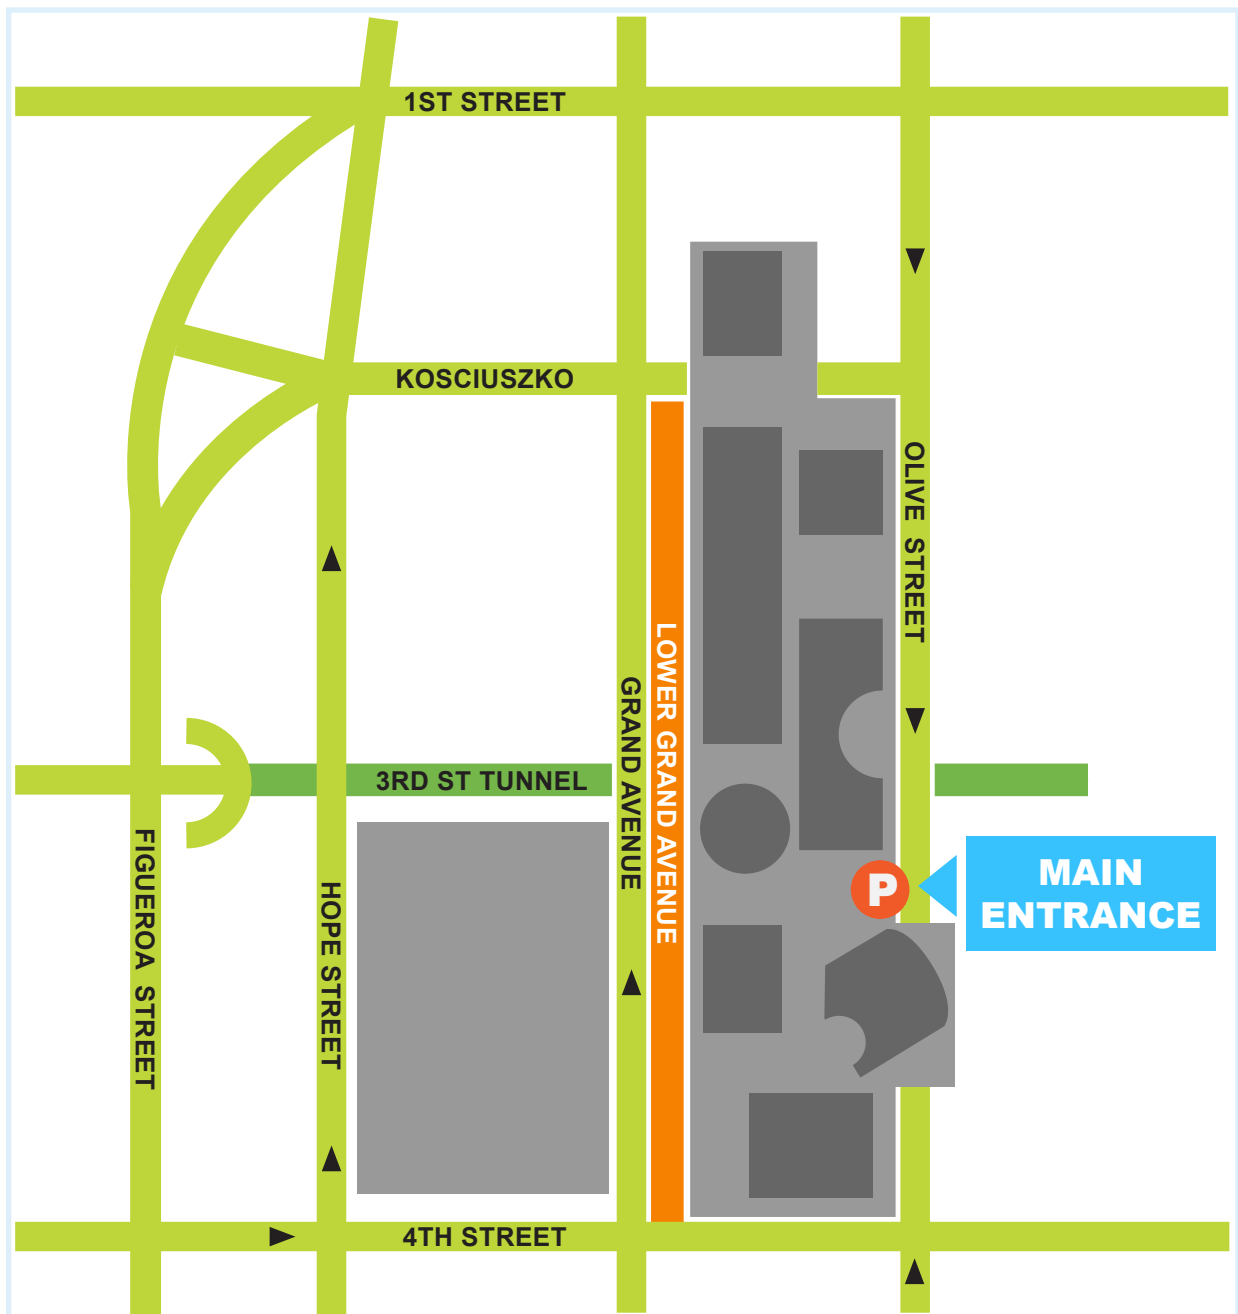 1ST STREET
KOSCIUSZKO
OLIVE STREET
LOWER GRAND AVENUE
GRAND AVENUE
3RD ST TUNNEL
FIGUEROA STREET
HOPE STREET
P
MAIN
ENTRANCE
4TH STREET